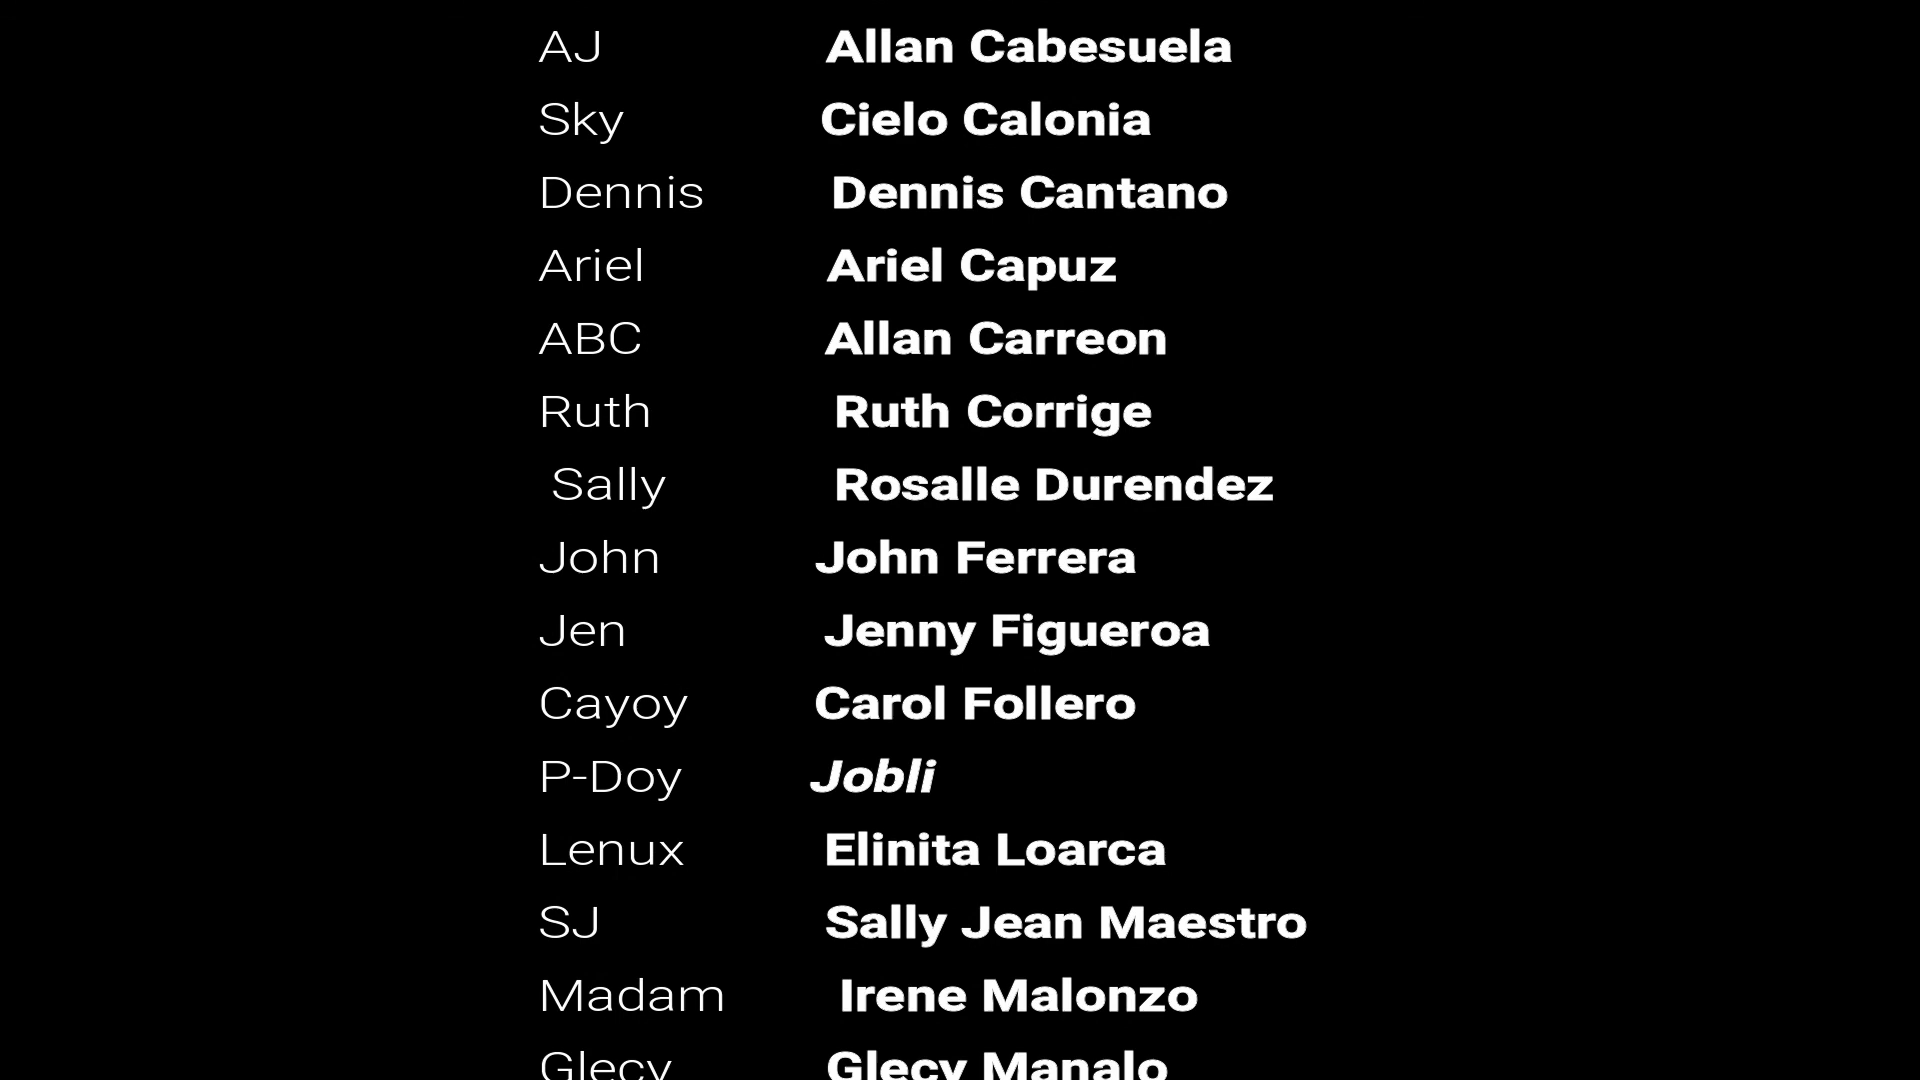 AJ Allan Cabesuela
Sky Cielo Calonia
Dennis Dennis Cantano
Ariel Ariel Capuz
ABC Allan Carreon
Ruth Ruth Corrige
Sally Rosalle Durendez
John John Ferrera
Jen Jenny Figueroa
Cayoy Carol Follero
P-Doy Jobli
Lenux Elinita Loarca
SJ Sally Jean Maestro
Madam Irene Malonzo
Glecy Glecy Manalo